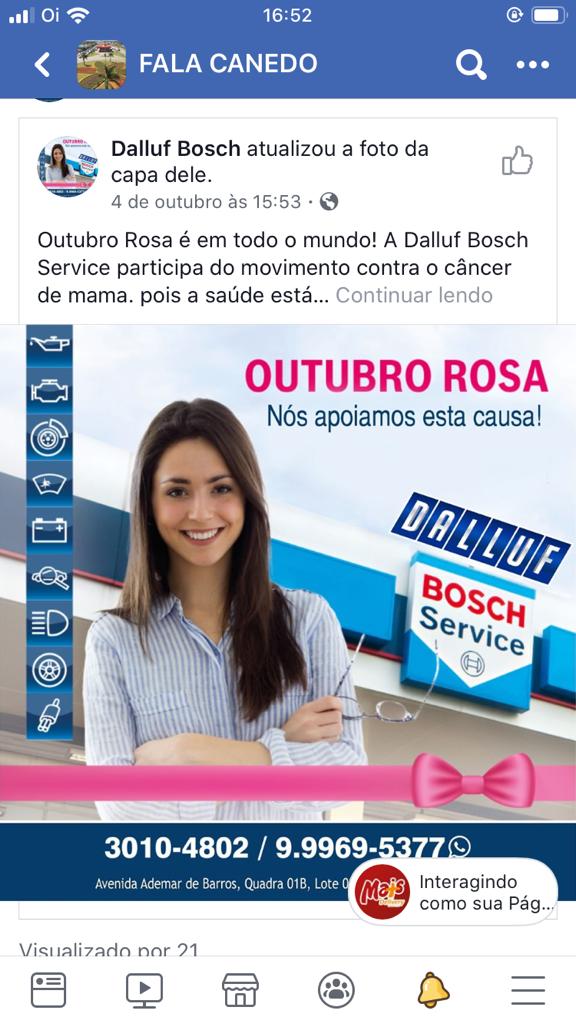 Oi 16:52
FALA CANEDO
Dalluf Bosch atualizou a foto da
capa dele.
4 de outubro às 15:53 ·
Outubro Rosa é em todo o mundo! A Dalluf Bosch
Service participa do movimento contra o câncer
de mama. pois a saúde está... Continuar lendo
OUTUBRO ROSA
Nós apoiamos esta causa!
DALLUF
BOSCH
Service
3010-4802 / 9.9969-5377
Avenida Ademar de Barros, Quadra 01B, Lote 0
Mais
Interagindo
como sua Pág...
Visualizado por 21